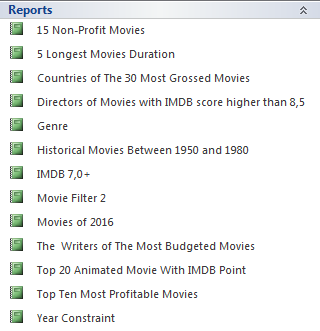 Reports
15 Non-Profit Movies
5 Longest Movies Duration
Countries of The 30 Most Grossed Movies
Directors of Movies with IMDB score higher than 8,5
Genre
Historical Movies Between 1950 and 1980
IMDB 7,0+
Movie Filter 2
Movies of 2016
The  Writers of The Most Budgeted Movies
Top 20 Animated Movie With IMDB Point
Top Ten Most Profitable Movies
Year Constraint